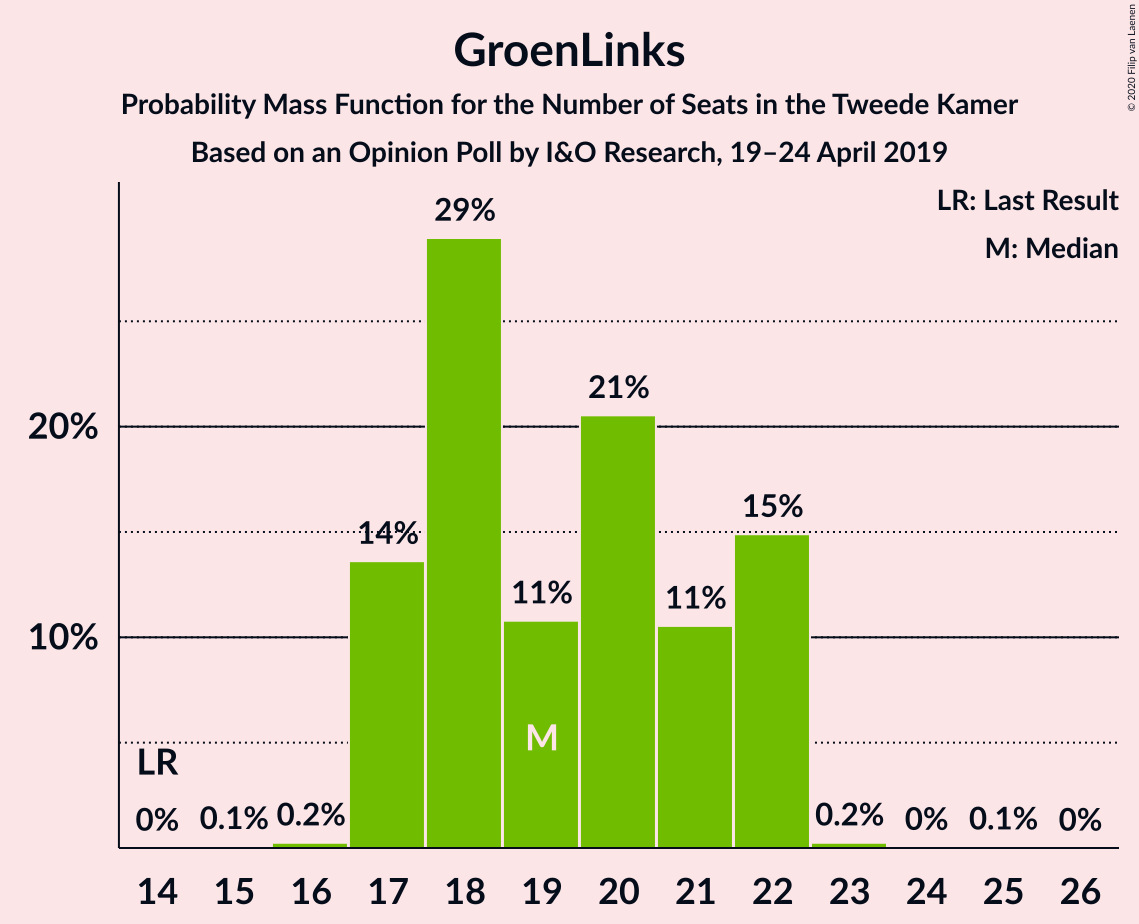 GroenLinks
Probability Mass Function for the Number of Seats in the Tweede Kamer
Based on an Opinion Poll by I&O Research, 19–24 April 2019
© 2020 Filip van Laenen
LR: Last Result
M: Median
29%
21%
20%
15%
14%
11%
11%
10%
M
LR
0%
0.1%
0.2%
0.2%
0%
0.1%
0%
14 15 16 17 18 19 20 21 22 23 24 25 26